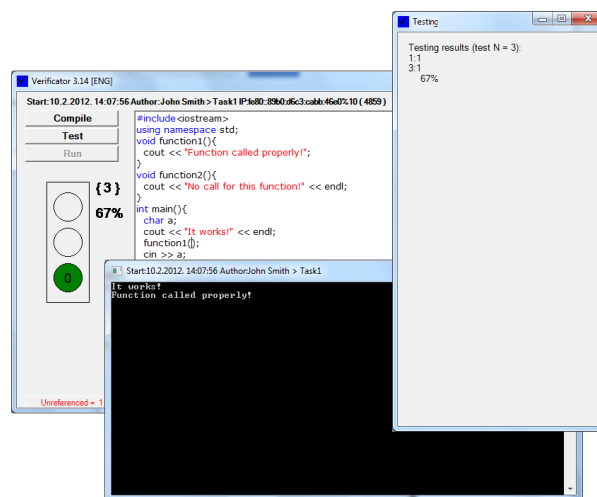 Verificator 3.14 [ENG]
Start:10.2.2012. 14:07:56 Author:John Smith > Task1 IP:fe80::89b0:d6c3:cabb:46e0%10 ( 4859 )
Compile
Test
Run
{ 3 }
67%
0
Unreferenced = 1
#include<iostream>
using namespace std;
void function1(){
cout << "Function called properly!";
}
void function2(){
cout << "No call for this function!" << endl;
}
int main(){
char a;
cout << "It works!" << endl;
function1();
cin >> a;
Start:10.2.2012. 14:07:56 Author:John Smith > Task1
It works!
Function called properly!
Testing
Testing results (test N = 3):
1:1
3:1
67%